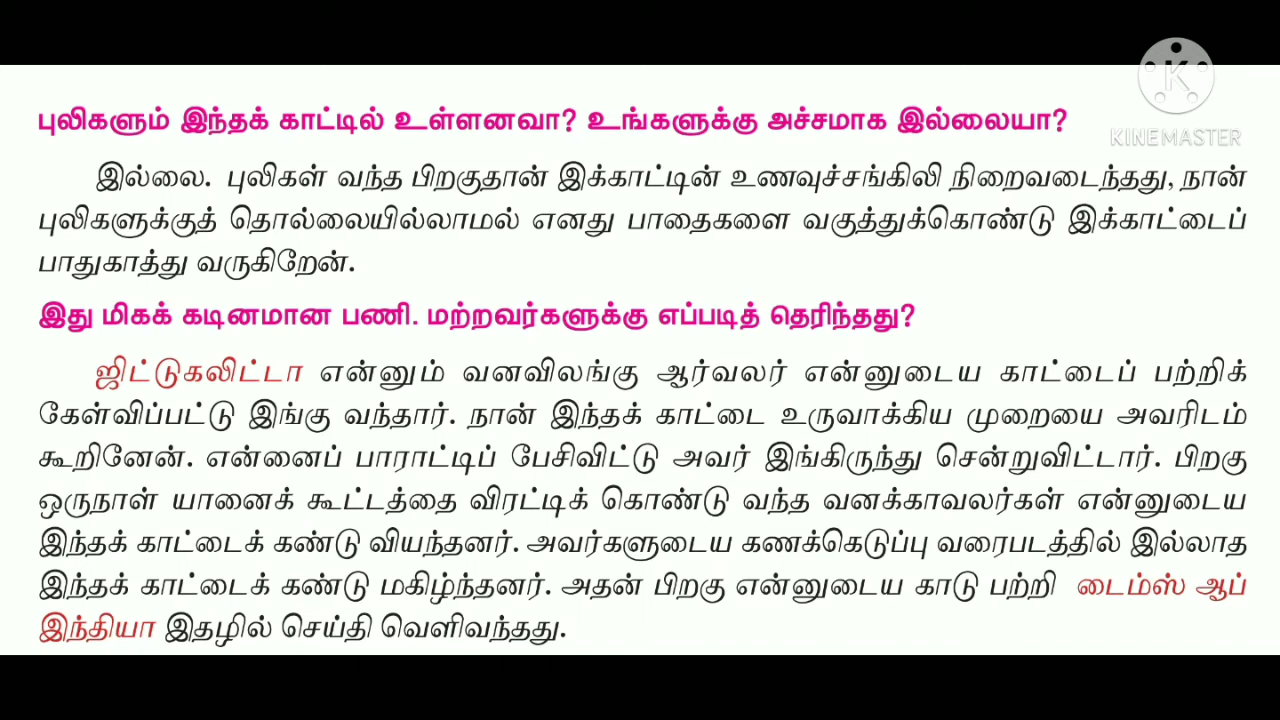 புலிகளும் இந்தக் காட்டில் உள்ளனவா? உங்களுக்கு அச்சமாக இல்லையா?
K
KINEMASTER
இல்லை. புலிகள் வந்த பிறகுதான் இக்காட்டின் உணவுச்சங்கிலி நிறைவடைந்தது, நான்
புலிகளுக்குத் தொல்லையில்லாமல் எனது பாதைகளை வகுத்துக்கொண்டு இக்காட்டைப்
பாதுகாத்து வருகிறேன்.
இது மிகக் கடினமான பணி. மற்றவர்களுக்கு எப்படித் தெரிந்தது?
ஜிட்டுகலிட்டா என்னும் வனவிலங்கு ஆர்வலர் என்னுடைய காட்டைப் பற்றிக்
கேள்விப்பட்டு இங்கு வந்தார். நான் இந்தக் காட்டை உருவாக்கிய முறையை அவரிடம்
கூறினேன். என்னைப் பாராட்டிப் பேசிவிட்டு அவர் இங்கிருந்து சென்றுவிட்டார். பிறகு
ஒருநாள் யானைக் கூட்டத்தை விரட்டிக் கொண்டு வந்த வனக்காவலர்கள் என்னுடைய
இந்தக் காட்டைக் கண்டு வியந்தனர். அவர்களுடைய கணக்கெடுப்பு வரைபடத்தில் இல்லாத
இந்தக் காட்டைக் கண்டு மகிழ்ந்தனர். அதன் பிறகு என்னுடைய காடு பற்றி டைம்ஸ் ஆப்
இந்தியா இதழில் செய்தி வெளிவந்தது.